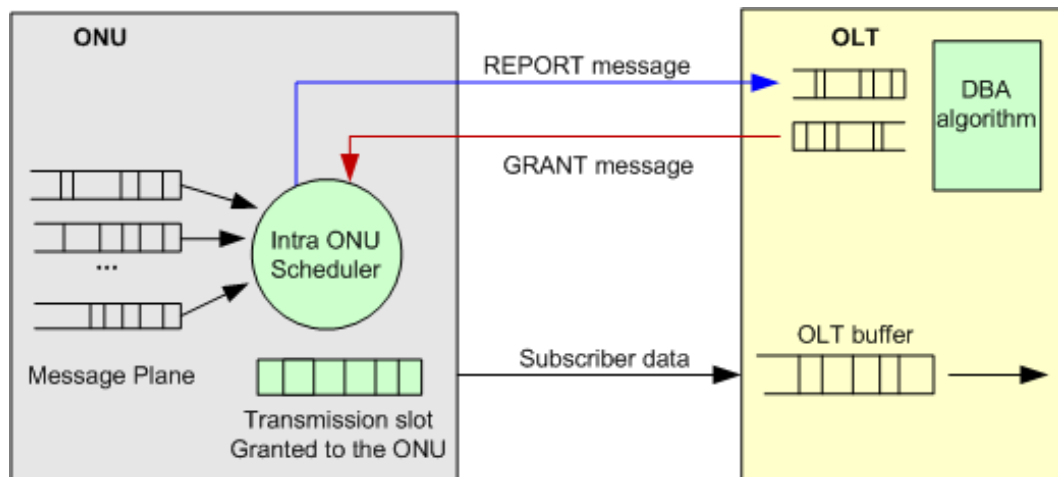 ONU
OLT
REPORT message
DBA
algorithm
GRANT message
Intra ONU
Scheduler
...
OLT buffer
Subscriber data
Message Plane
Transmission slot
Granted to the ONU